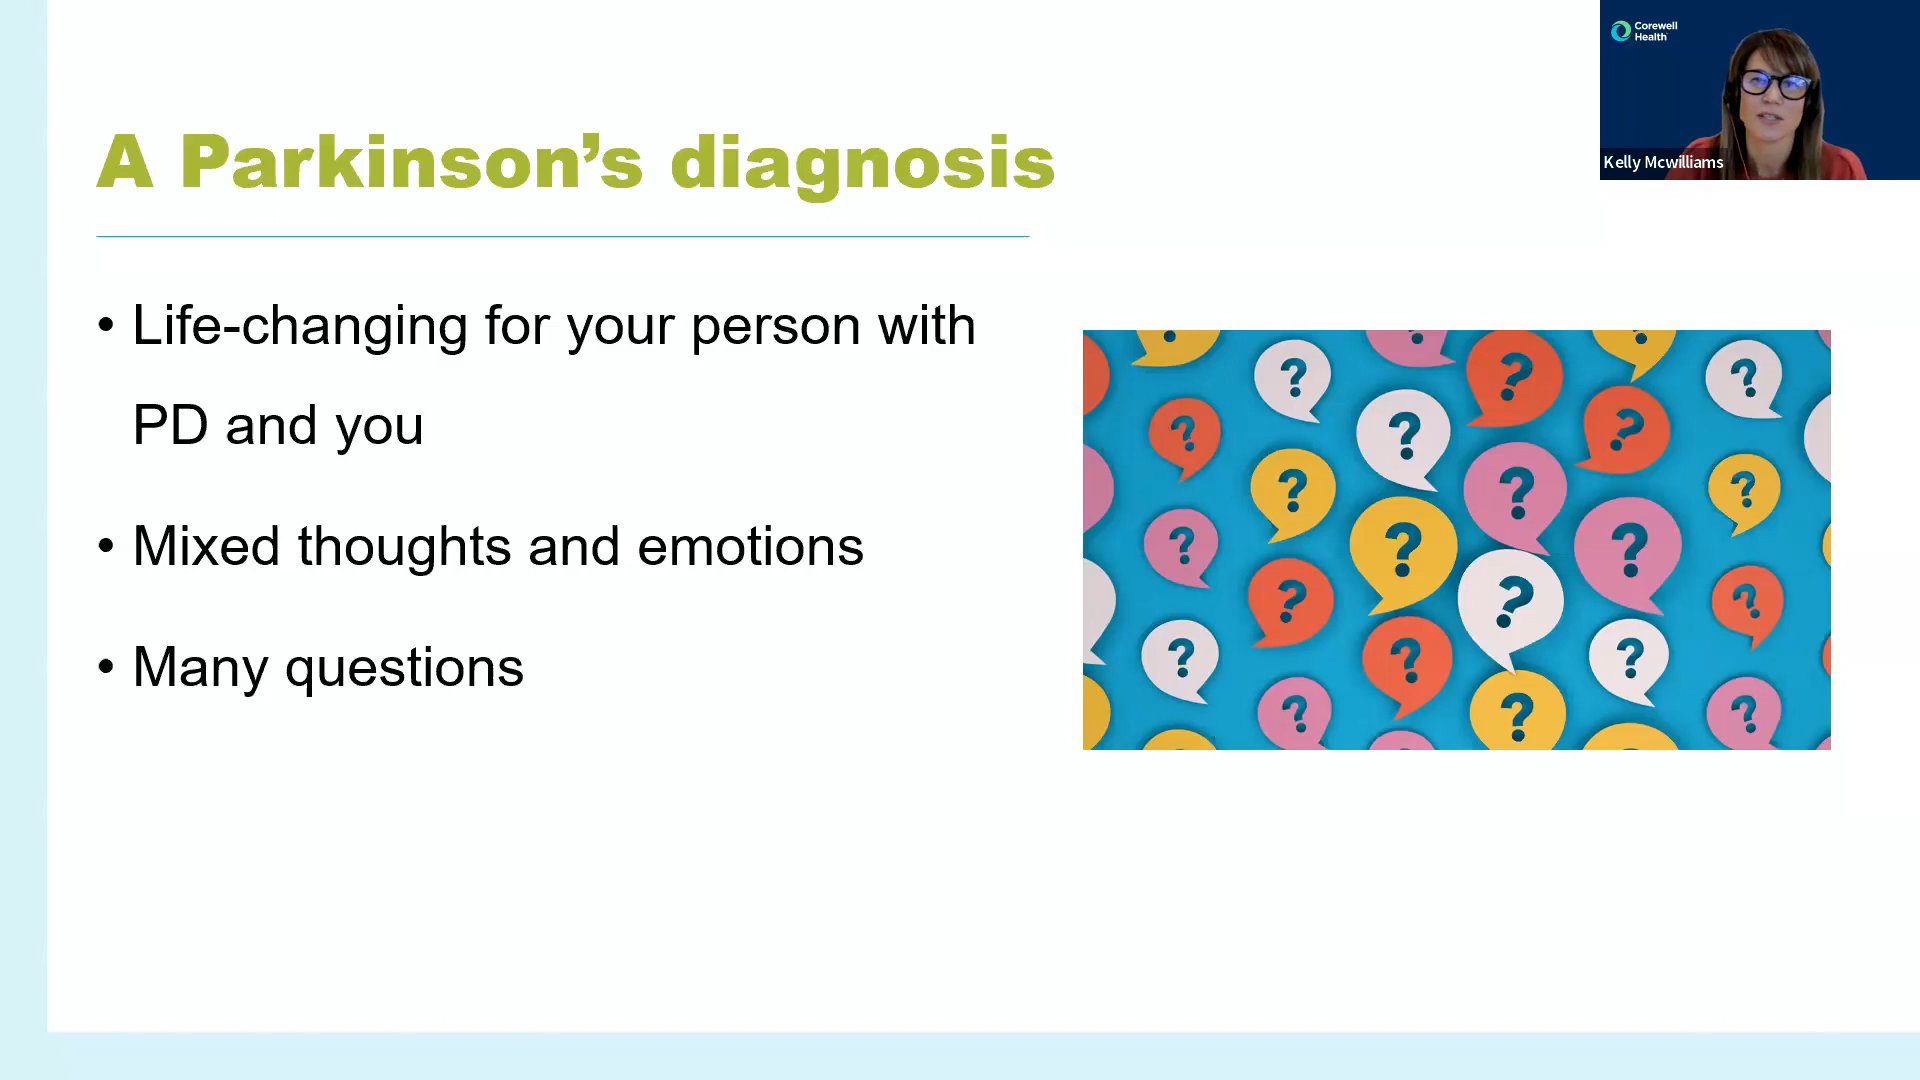 Corewell
Health
Kelly Mcwilliams
A Parkinson’s diagnosis
• Life-changing for your person with
PD and you
• Mixed thoughts and emotions
• Many questions
? ? ? ? ? ? ? ? ? ? ? ? ? ? ? ? ? ? ? ? ? ? ?